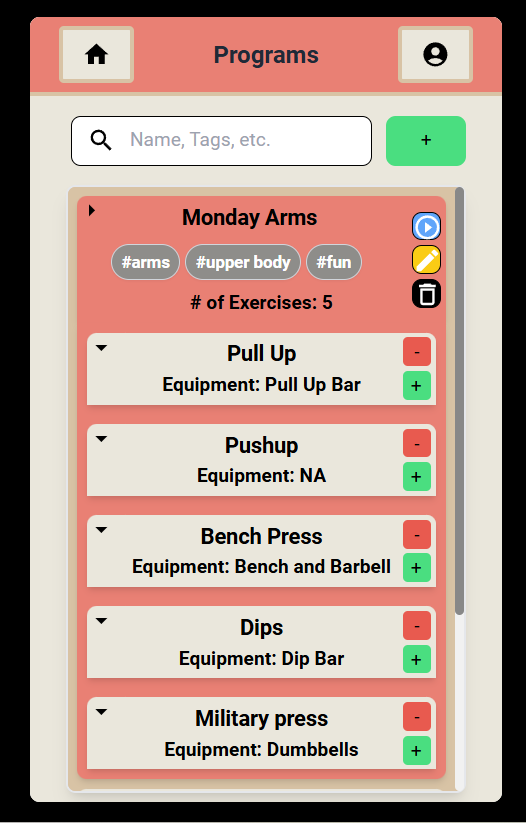 Programs
Name, Tags, etc.
+
Monday Arms
#arms #upper body #fun
# of Exercises: 5
Pull Up
-
Equipment: Pull Up Bar
+
Pushup
-
Equipment: NA
+
Bench Press
-
Equipment: Bench and Barbell
+
Dips
-
Equipment: Dip Bar
+
Military press
-
Equipment: Dumbbells
+